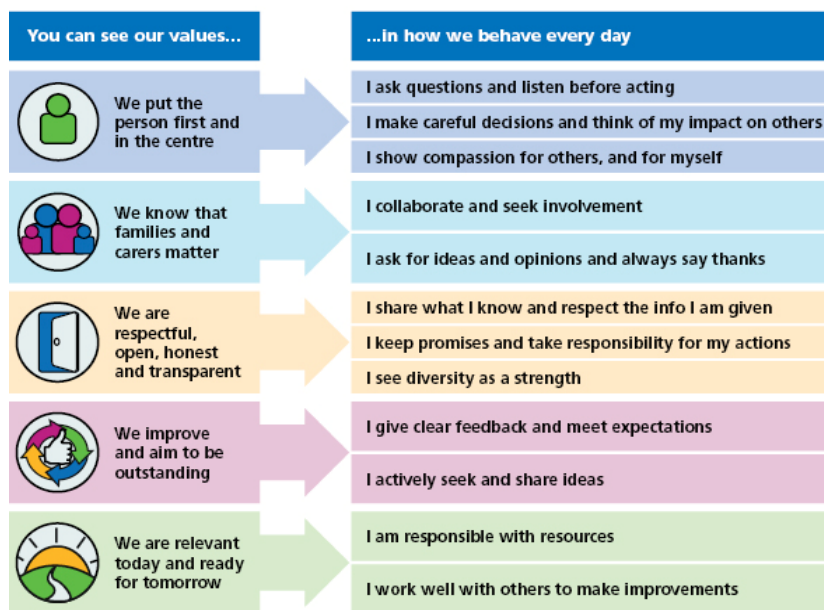 You can see our values...
...in how we behave every day
We put the
person first and
in the centre
I ask questions and listen before acting
I make careful decisions and think of my impact on others
I show compassion for others, and for myself
We know that
families and
carers matter
I collaborate and seek involvement
I ask for ideas and opinions and always say thanks
We are
respectful,
open, honest
and transparent
I share what I know and respect the info I am given
I keep promises and take responsibility for my actions
I see diversity as a strength
We improve
and aim to be
outstanding
I give clear feedback and meet expectations
I actively seek and share ideas
We are relevant
today and ready
for tomorrow
I am responsible with resources
I work well with others to make improvements